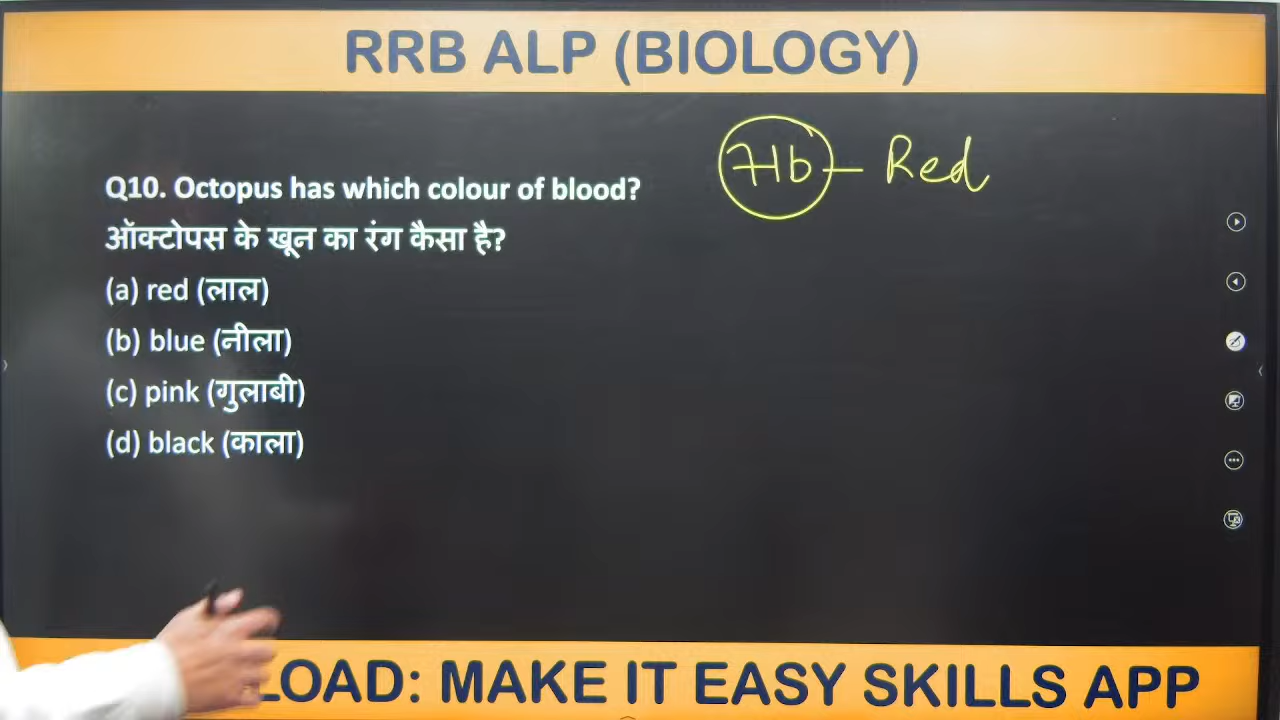 RRB ALP (BIOLOGY)
Hb — Red
Q10. Octopus has which colour of blood?
ऑक्टोपस के खून का रंग कैसा है?
(a) red (लाल)
(b) blue (नीला)
(c) pink (गुलाबी)
(d) black (काला)
LOAD: MAKE IT EASY SKILLS APP